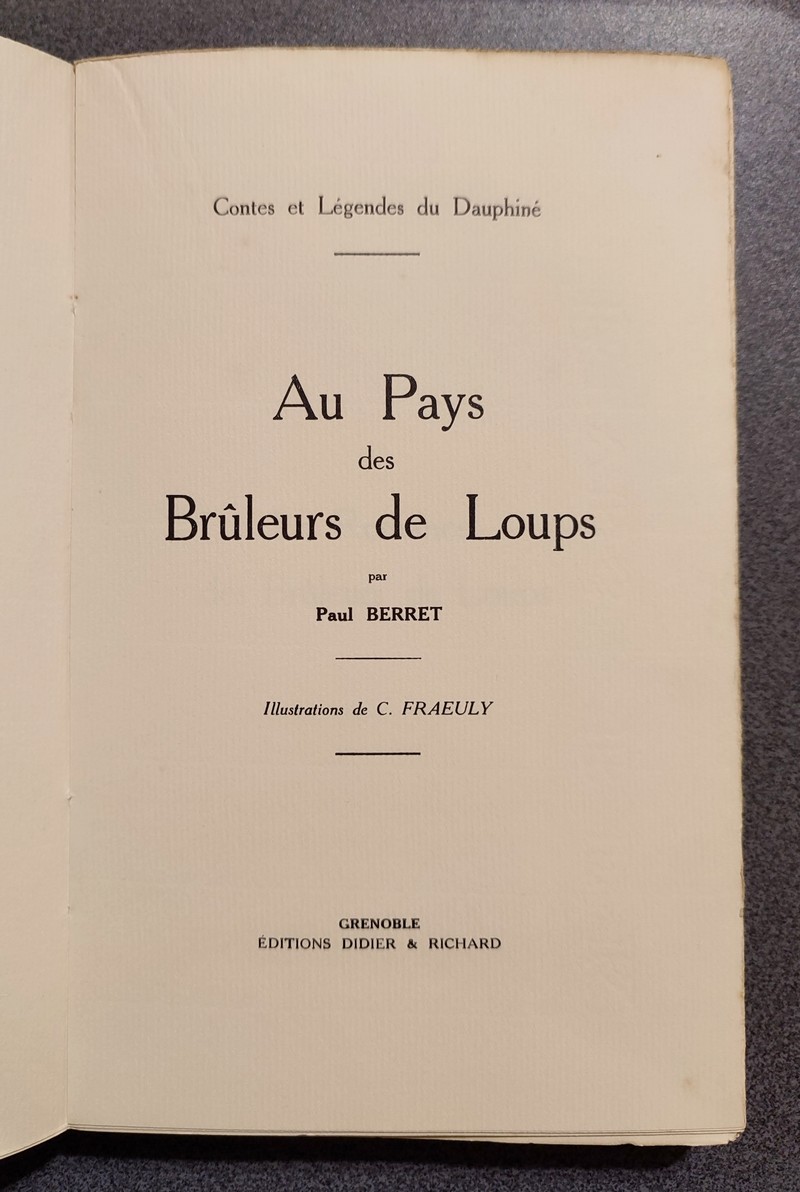 Contes et Légendes du Dauphiné
Au Pays
des
Brûleurs de Loups
par
Paul BERRET
Illustrations de C. FRAEULY
GRENOBLE
ÉDITIONS DIDIER & RICHARD